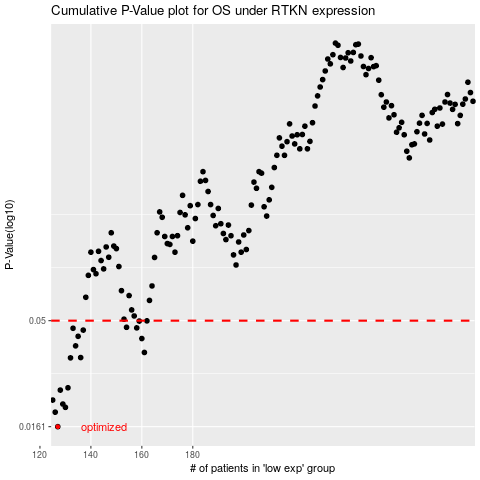 Cumulative P-Value plot for OS under RTKN expression
P-Value(log10)
0.05
0.0161
optimized
120 140 160 180
# of patients in 'low exp' group